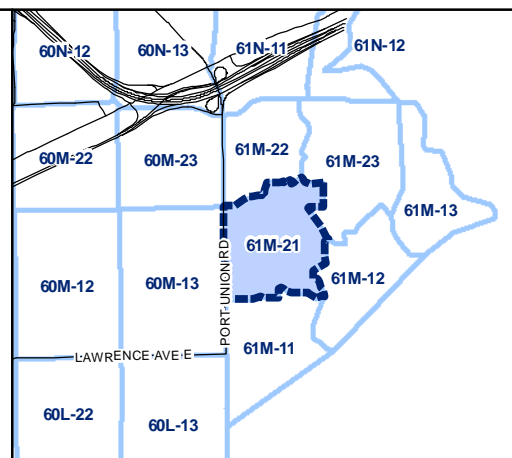 60N-12
60N-13
61N-11
61N-12
60M-22
60M-23
61M-22
61M-23
61M-13
61M-21
60M-12
60M-13
61M-12
PORT UNION RD
61M-11
LAWRENCE AVE E
60L-22
60L-13